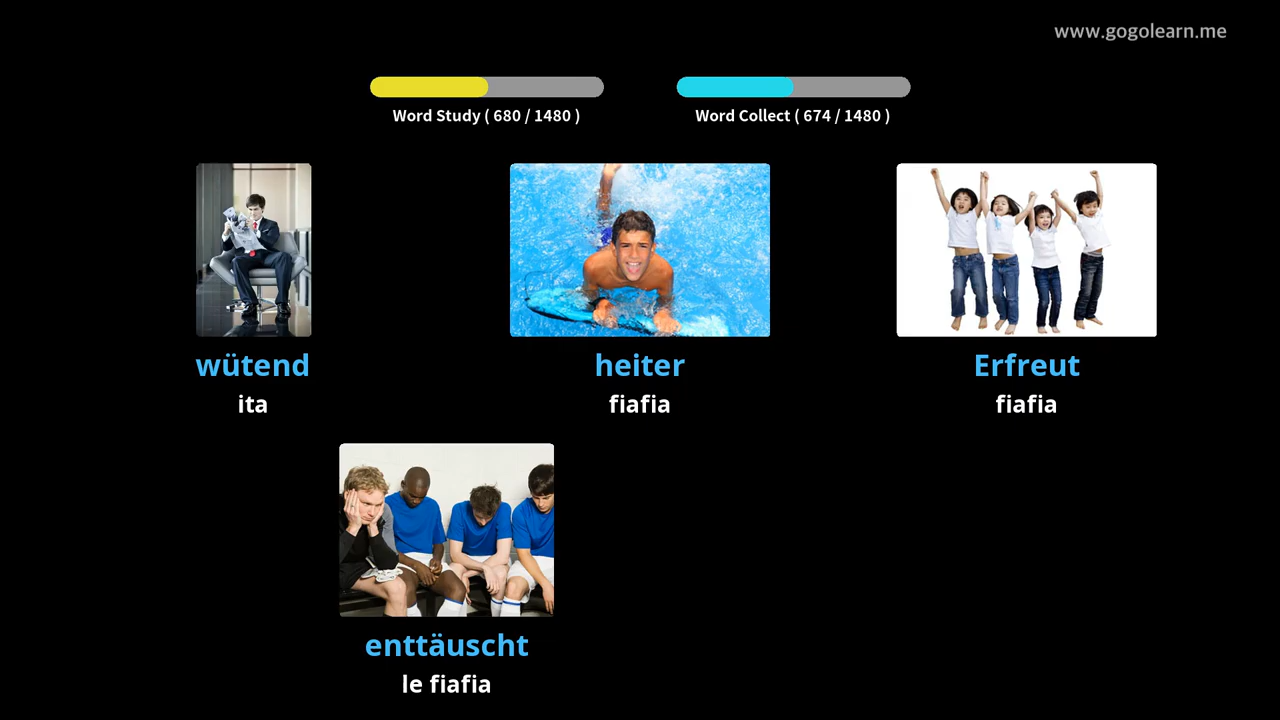 www.gogolearn.me
Word Study ( 680 / 1480 )
Word Collect ( 674 / 1480 )
wütend
ita
heiter
fiafia
Erfreut
fiafia
enttäuscht
le fiafia